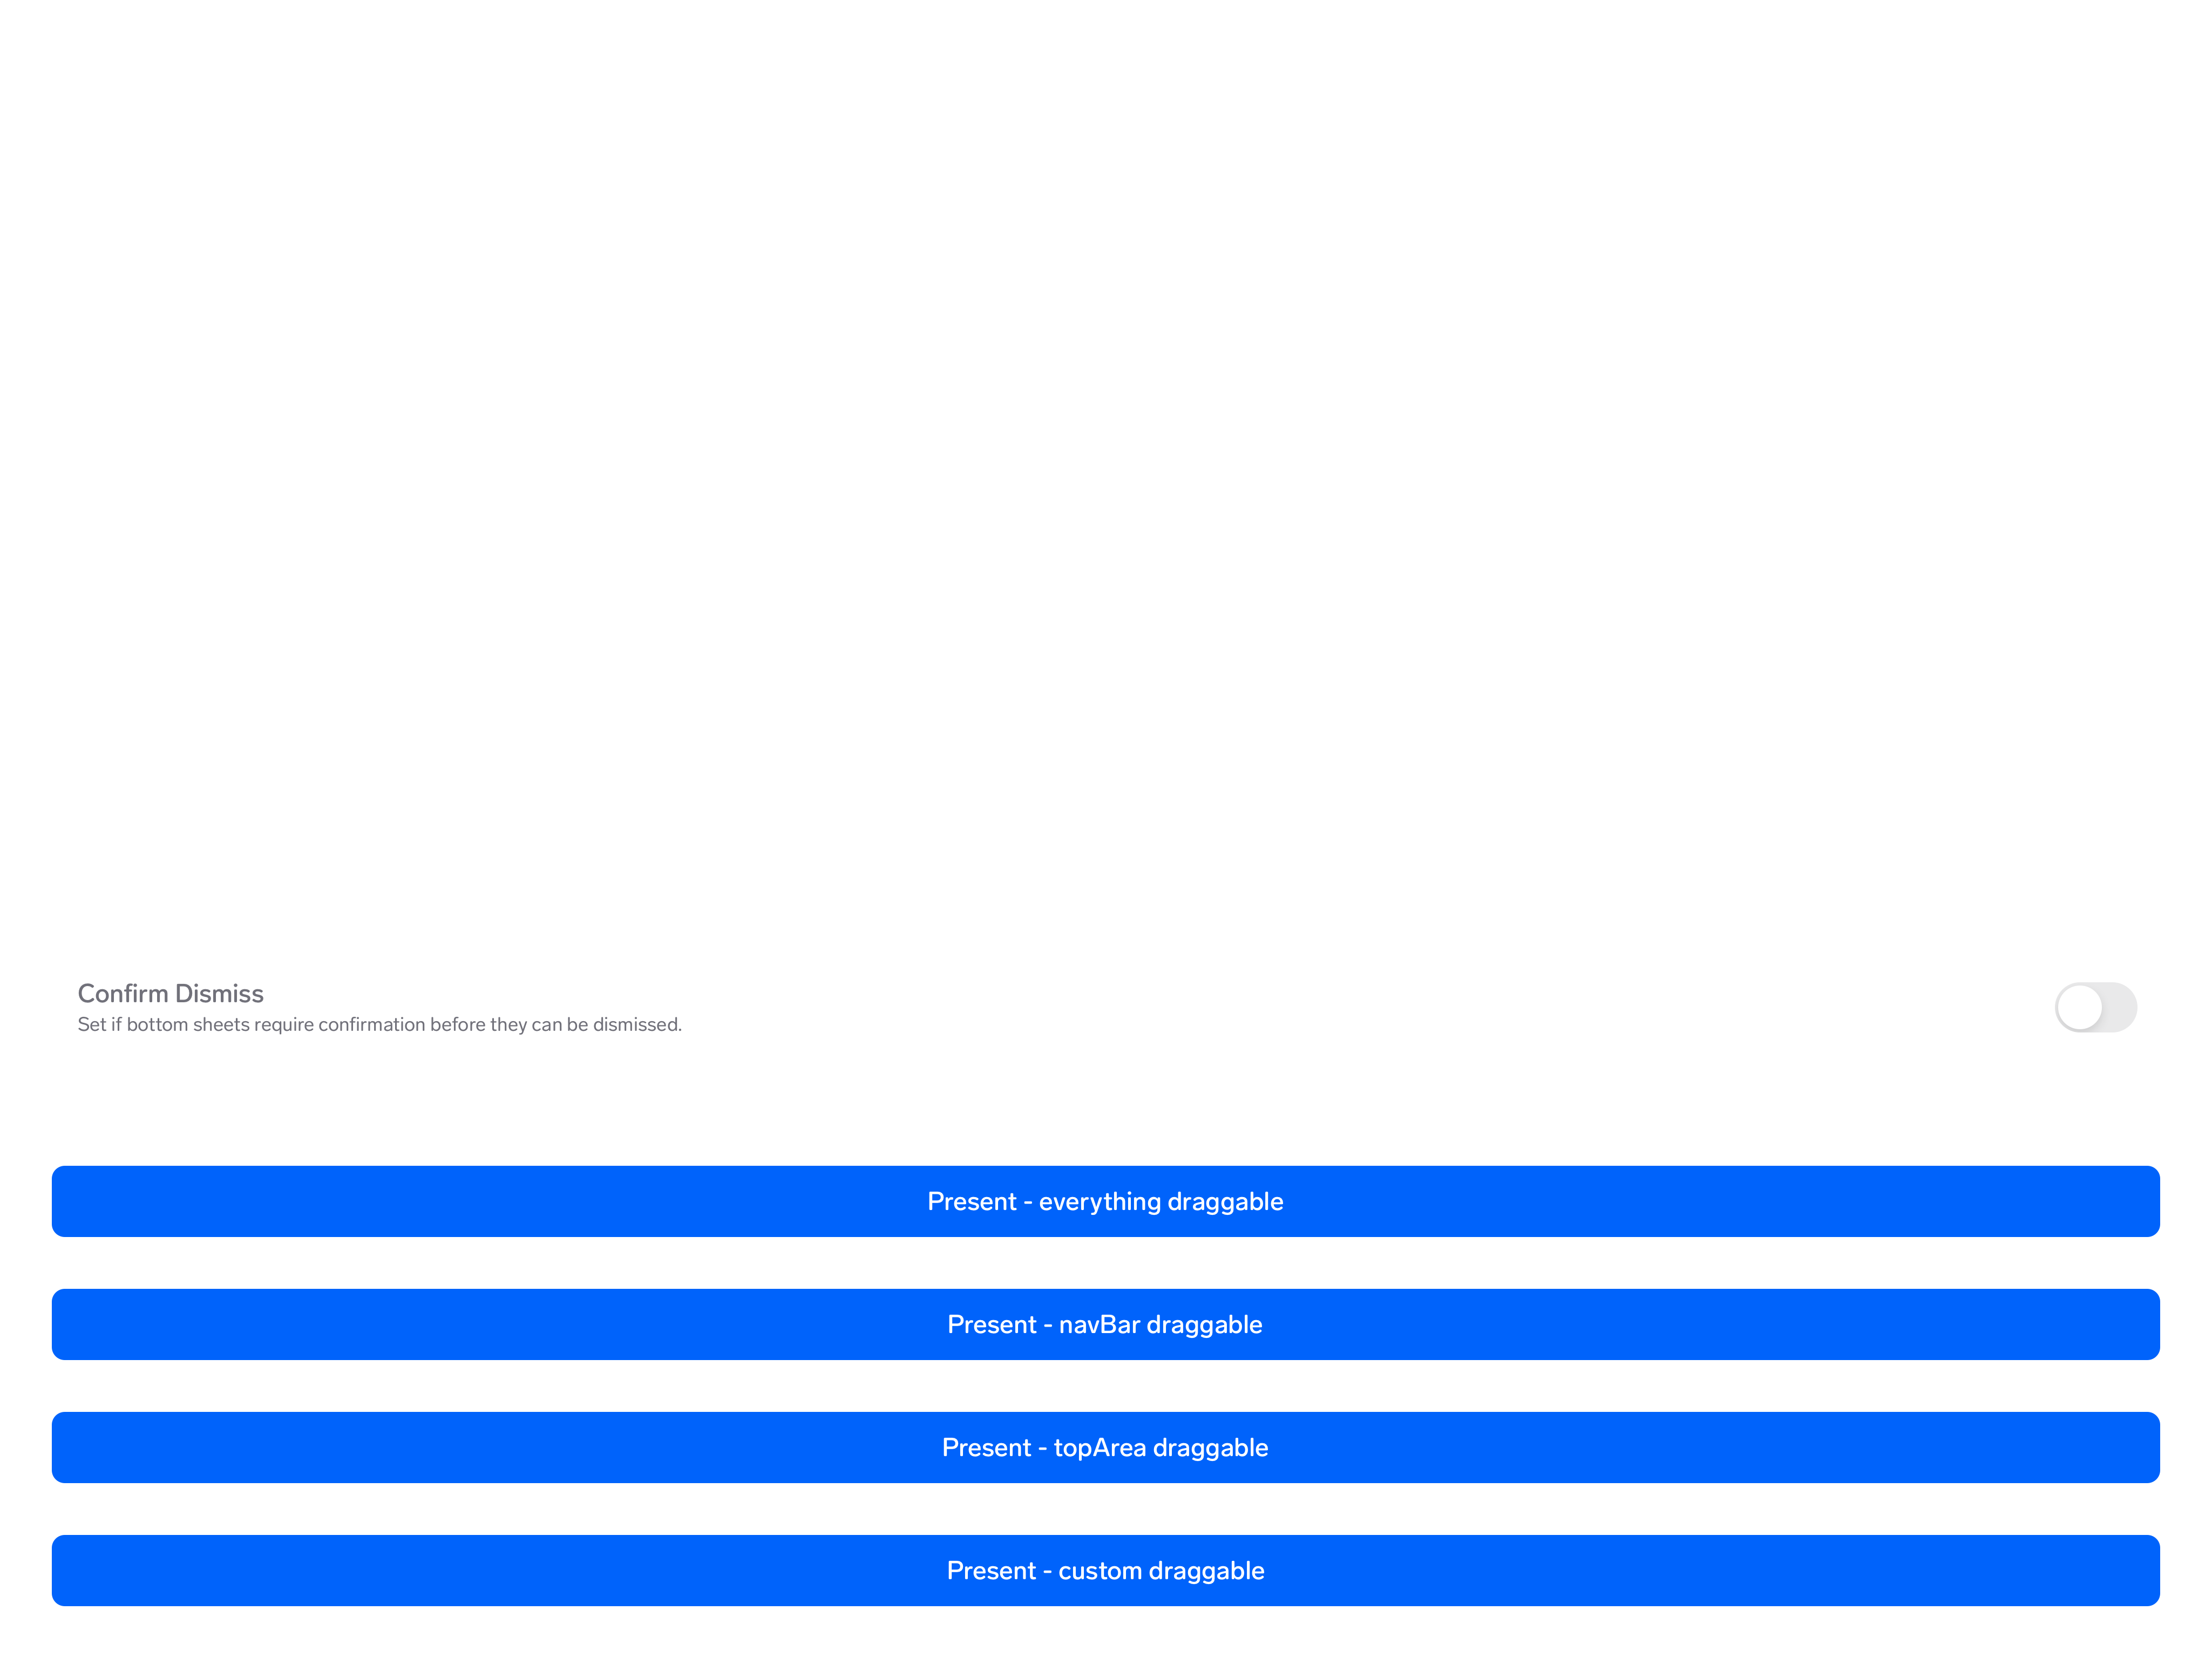 Confirm Dismiss
Set if bottom sheets require confirmation before they can be dismissed.
Present - everything draggable
Present - navBar draggable
Present - topArea draggable
Present - custom draggable